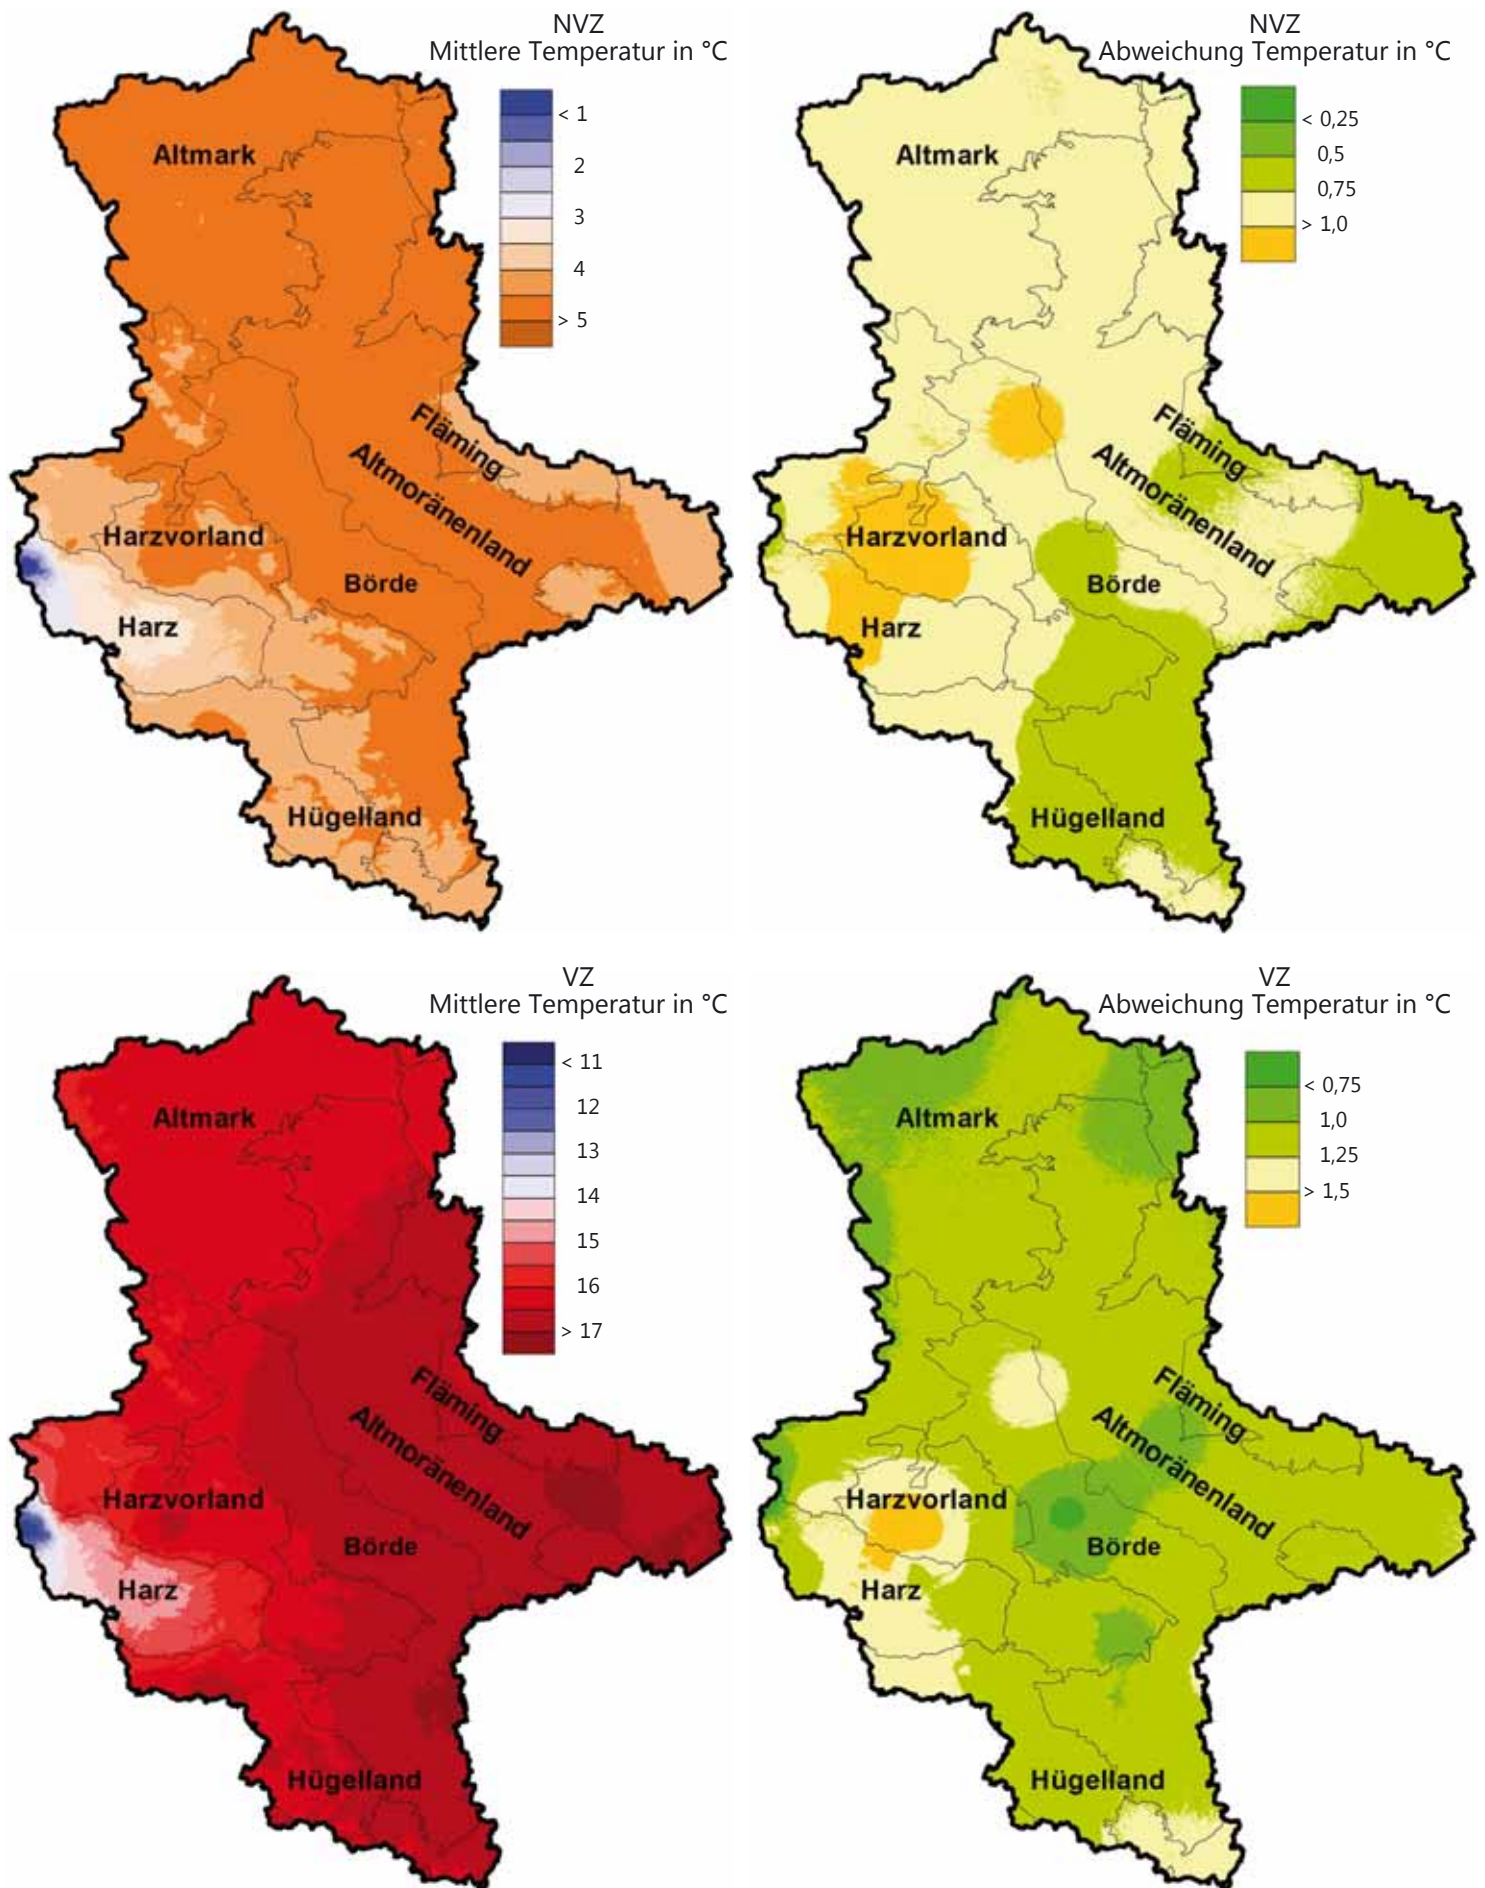 NVZ
Mittlere Temperatur in °C
< 1
2
3
4
> 5
Altmark
Fläming
Altmoränenland
Harzvorland
Börde
Harz
Hügelland
NVZ
Abweichung Temperatur in °C
< 0,25
0,5
0,75
> 1,0
Altmark
Fläming
Altmoränenland
Harzvorland
Börde
Harz
Hügelland
VZ
Mittlere Temperatur in °C
< 11
12
13
14
15
16
> 17
Altmark
Fläming
Altmoränenland
Harzvorland
Börde
Harz
Hügelland
VZ
Abweichung Temperatur in °C
< 0,75
1,0
1,25
> 1,5
Altmark
Fläming
Altmoränenland
Harzvorland
Börde
Harz
Hügelland